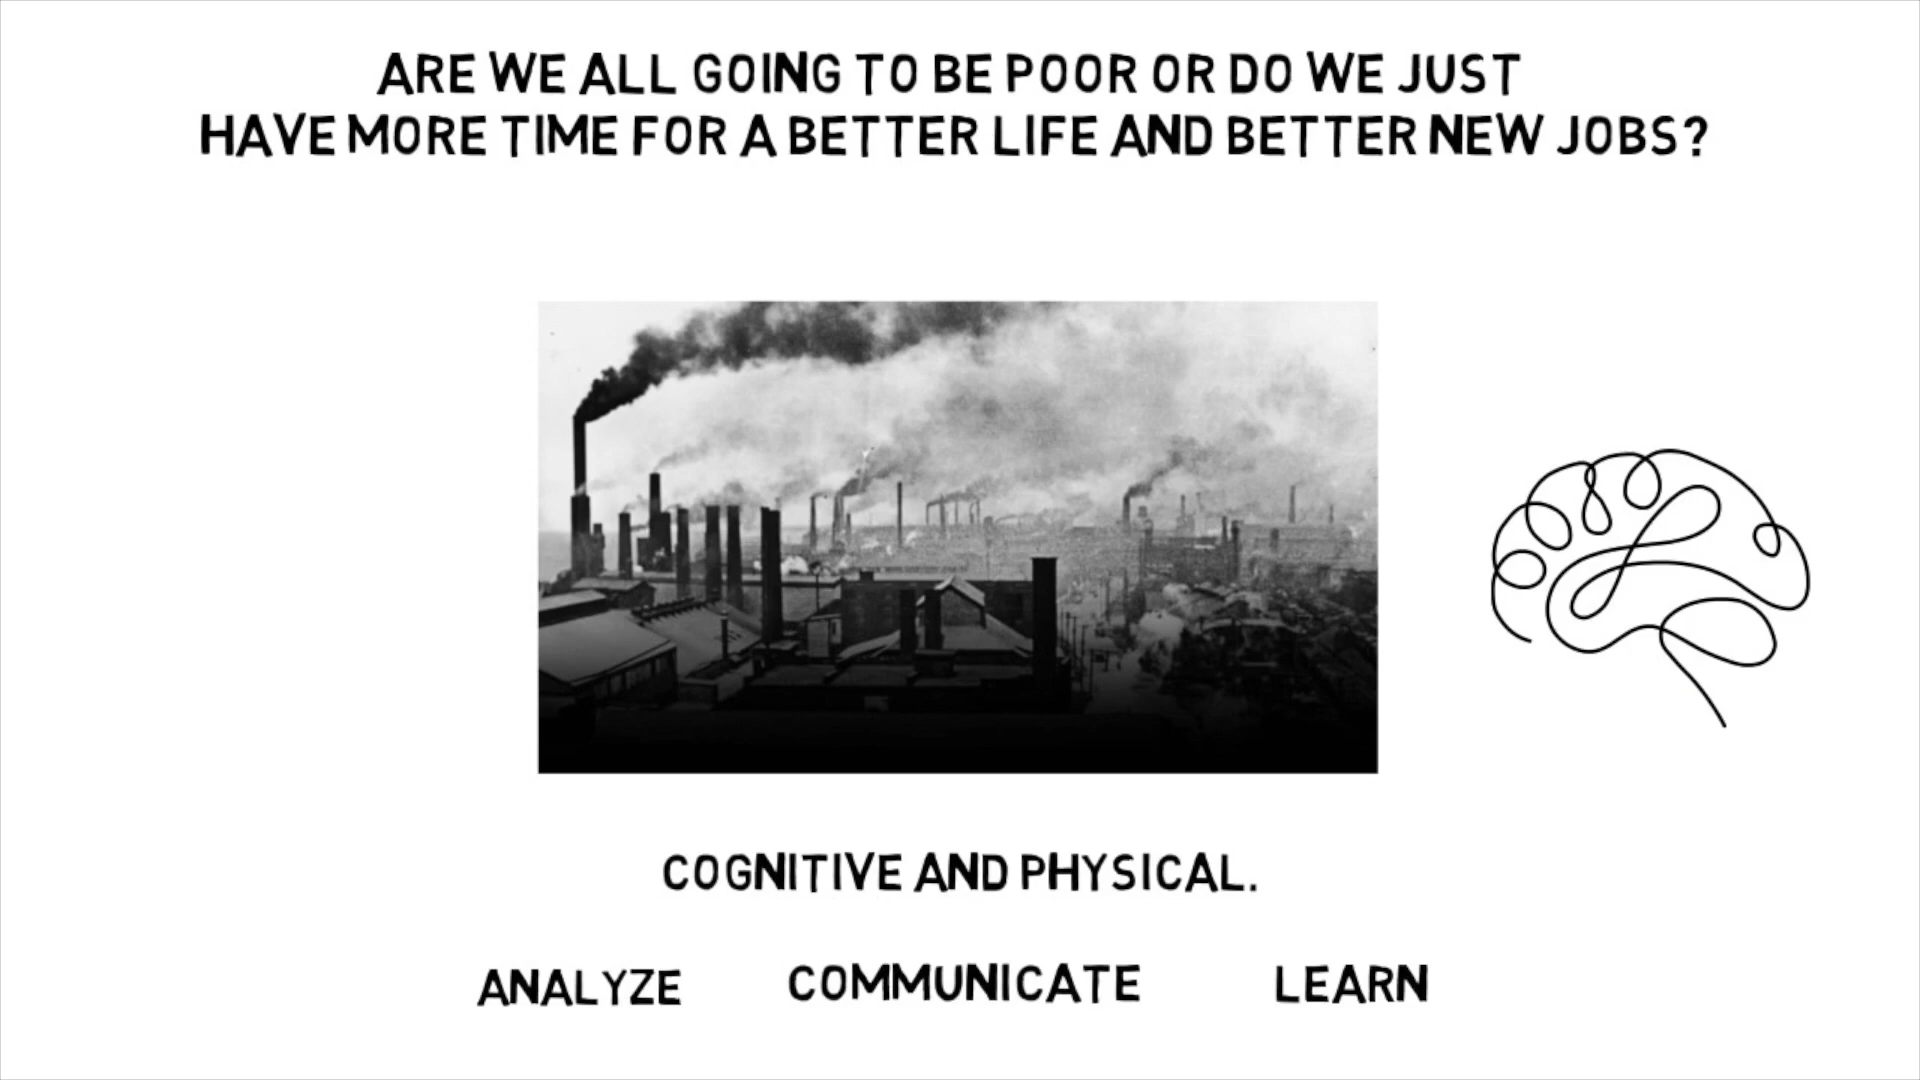 ARE WE ALL GOING TO BE POOR OR DO WE JUST
HAVE MORE TIME FOR A BETTER LIFE AND BETTER NEW JOBS?
COGNITIVE AND PHYSICAL.
ANALYZE COMMUNICATE LEARN